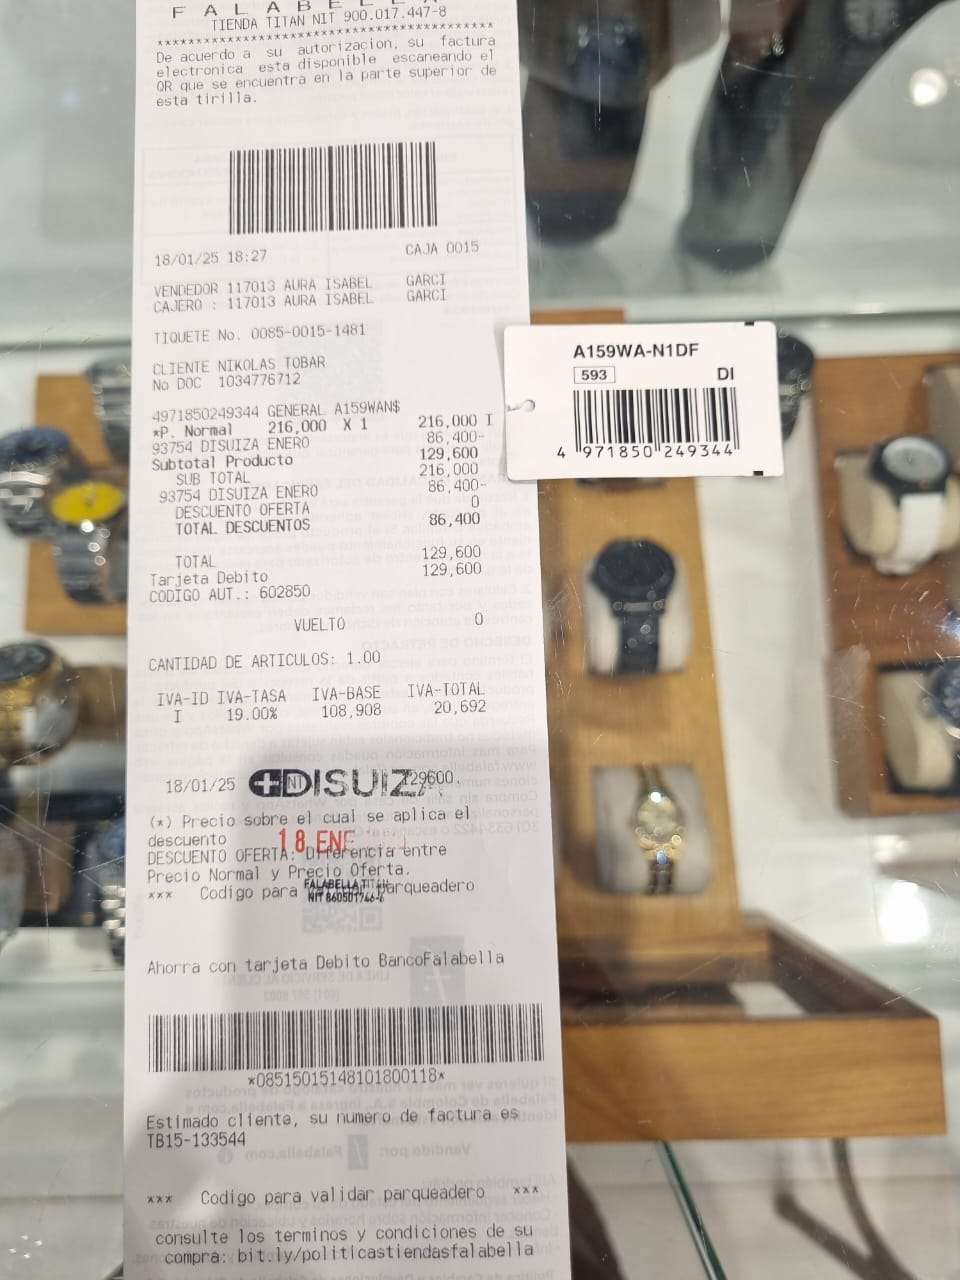 FALABELLA
TIENDA TITAN NIT 900.017.447-8
****************************************
De acuerdo a su autorizacion, su factura
electronica esta disponible escaneando el
QR que se encuentra en la parte superior de
esta tirilla.
18/01/25 18:27 CAJA 0015
VENDEDOR 117013 AURA ISABEL GARCI
CAJERO : 117013 AURA ISABEL GARCI
TIQUETE No. 0085-0015-1481
CLIENTE NIKOLAS TOBAR
No DOC 1034776712
4971850249344 GENERAL A159WAN$
*P. Normal 216,000 X 1 216,000 I
93754 DISUIZA ENERO 86,400-
Subtotal Producto 129,600
SUB TOTAL 216,000
93754 DISUIZA ENERO 86,400-
DESCUENTO OFERTA 0
TOTAL DESCUENTOS 86,400
TOTAL 129,600
Tarjeta Debito 129,600
CODIGO AUT.: 602850
VUELTO 0
CANTIDAD DE ARTICULOS: 1.00
IVA-ID IVA-TASA IVA-BASE IVA-TOTAL
I 19.00% 108,908 20,692
18/01/25 DISUIZA 129600.
(*) Precio sobre el cual se aplica el
descuento 18 ENE
DESCUENTO OFERTA: Diferencia entre
Precio Normal y Precio Oferta.
*** Codigo para validar parqueadero
FALABELLA TITAN
NIT 860501746-6
Ahorra con tarjeta Debito BancoFalabella
*08515015148101800118*
Estimado cliente, su numero de factura es
TB15-133544
*** Codigo para validar parqueadero ***
consulte los terminos y condiciones de su
compra: bit.ly/politicastiendasfalabella
A159WA-N1DF
593 DI
4 971850 249344